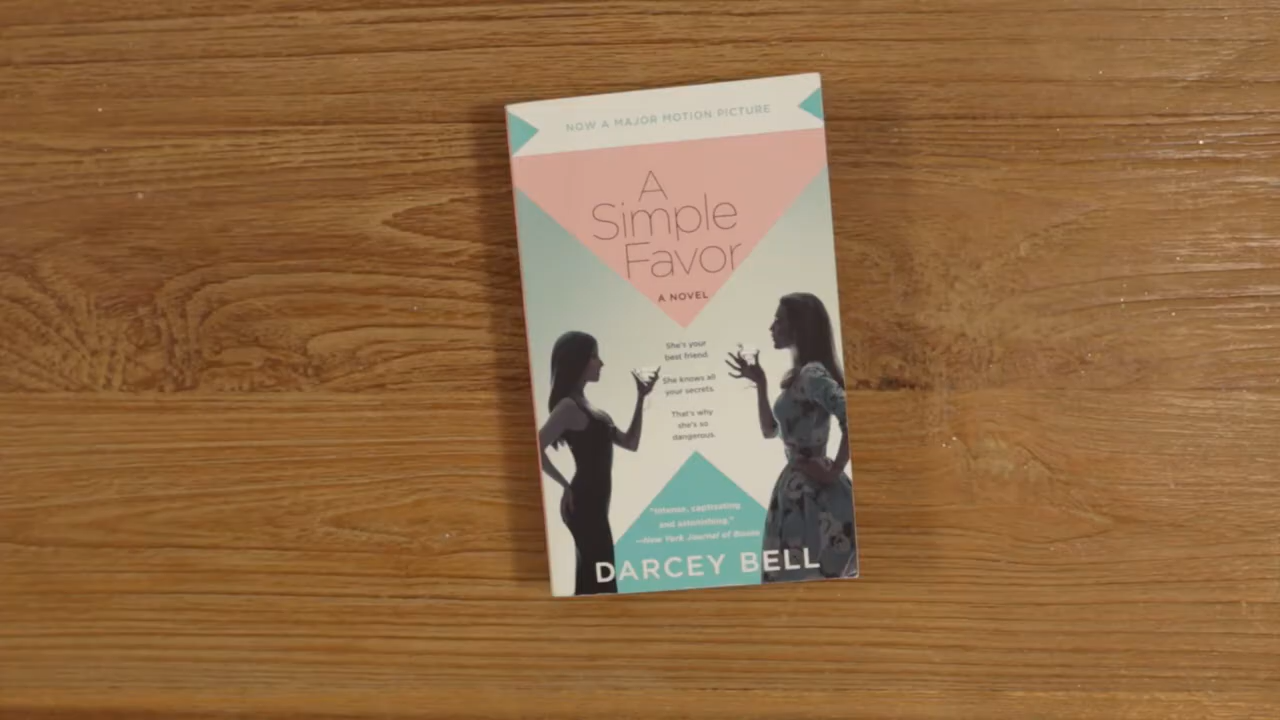 NOW A MAJOR MOTION PICTURE
A
Simple
Favor
A NOVEL
She's your
best friend.
She knows all
your secrets.
That's why
she's so
dangerous.
"Intense, captivating
and astonishing."
—New York Journal of Books
DARCEY BELL